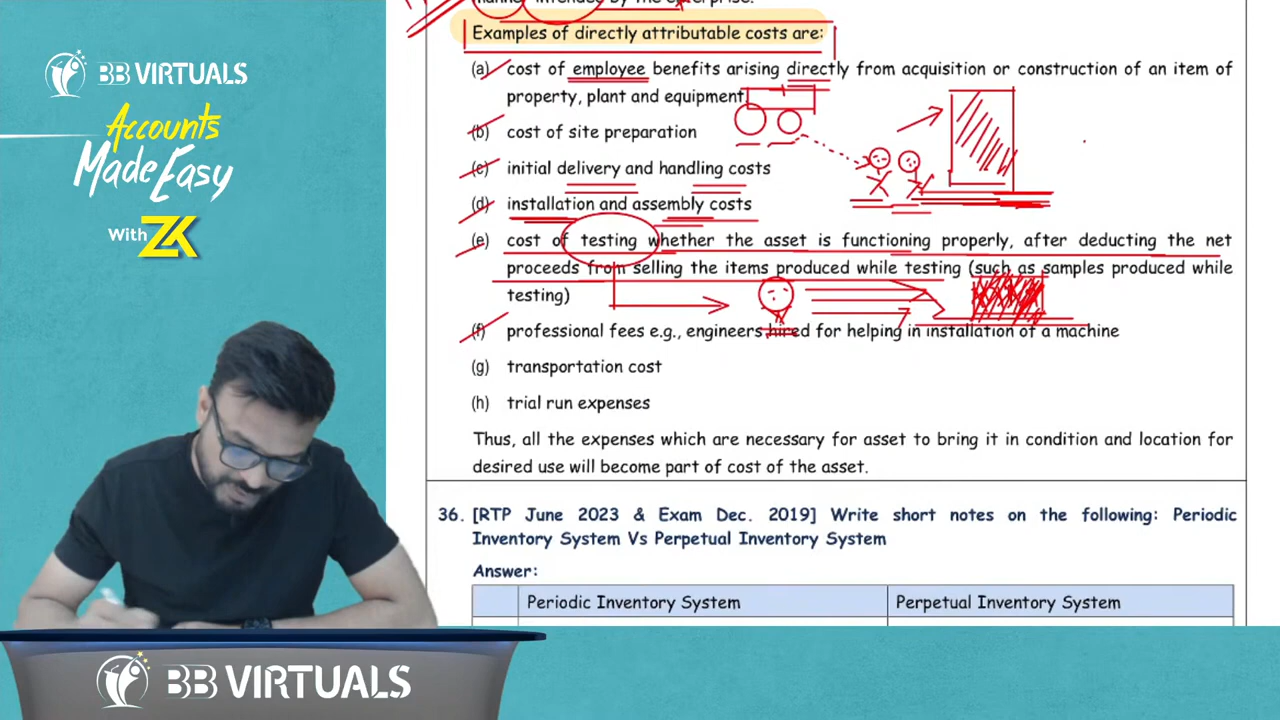 manner intended by the enterprise.
BB VIRTUALS
Accounts
Made Easy
With ZK
Examples of directly attributable costs are:
(a) cost of employee benefits arising directly from acquisition or construction of an item of
property, plant and equipment
(b) cost of site preparation
(c) initial delivery and handling costs
(d) installation and assembly costs
(e) cost of testing whether the asset is functioning properly, after deducting the net
proceeds from selling the items produced while testing (such as samples produced while
testing)
(f) professional fees e.g., engineers hired for helping in installation of a machine
(g) transportation cost
(h) trial run expenses
Thus, all the expenses which are necessary for asset to bring it in condition and location for
desired use will become part of cost of the asset.
36. [RTP June 2023 & Exam Dec. 2019] Write short notes on the following: Periodic
Inventory System Vs Perpetual Inventory System
Answer:
Periodic Inventory System Perpetual Inventory System
BB VIRTUALS